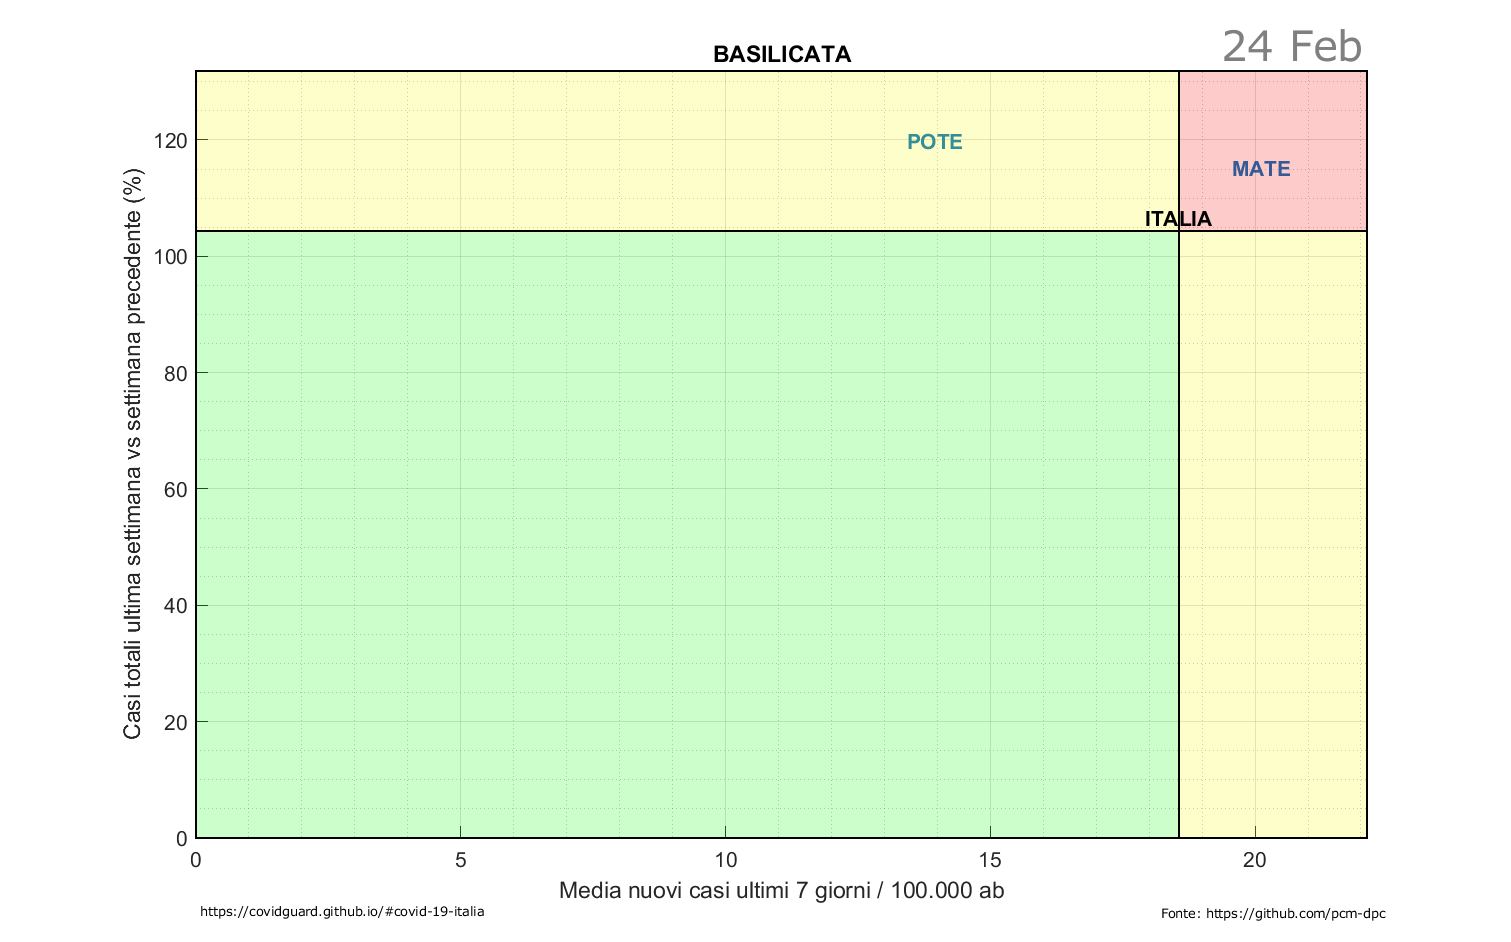 BASILICATA
24 Feb
Casi totali ultima settimana vs settimana precedente (%)
120
100
80
60
40
20
0
POTE
MATE
ITALIA
0 5 10 15 20
Media nuovi casi ultimi 7 giorni / 100.000 ab
https://covidguard.github.io/#covid-19-italia
Fonte: https://github.com/pcm-dpc